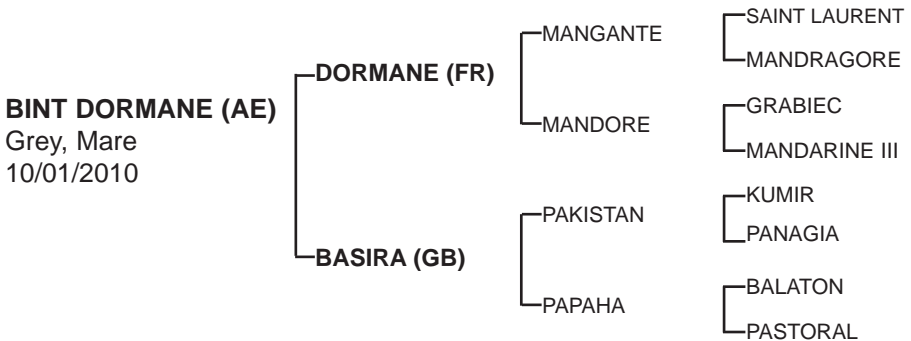 BINT DORMANE (AE)
Grey, Mare
10/01/2010
DORMANE (FR)
BASIRA (GB)
MANGANTE
MANDORE
PAKISTAN
PAPAHA
SAINT LAURENT
MANDRAGORE
GRABIEC
MANDARINE III
KUMIR
PANAGIA
BALATON
PASTORAL